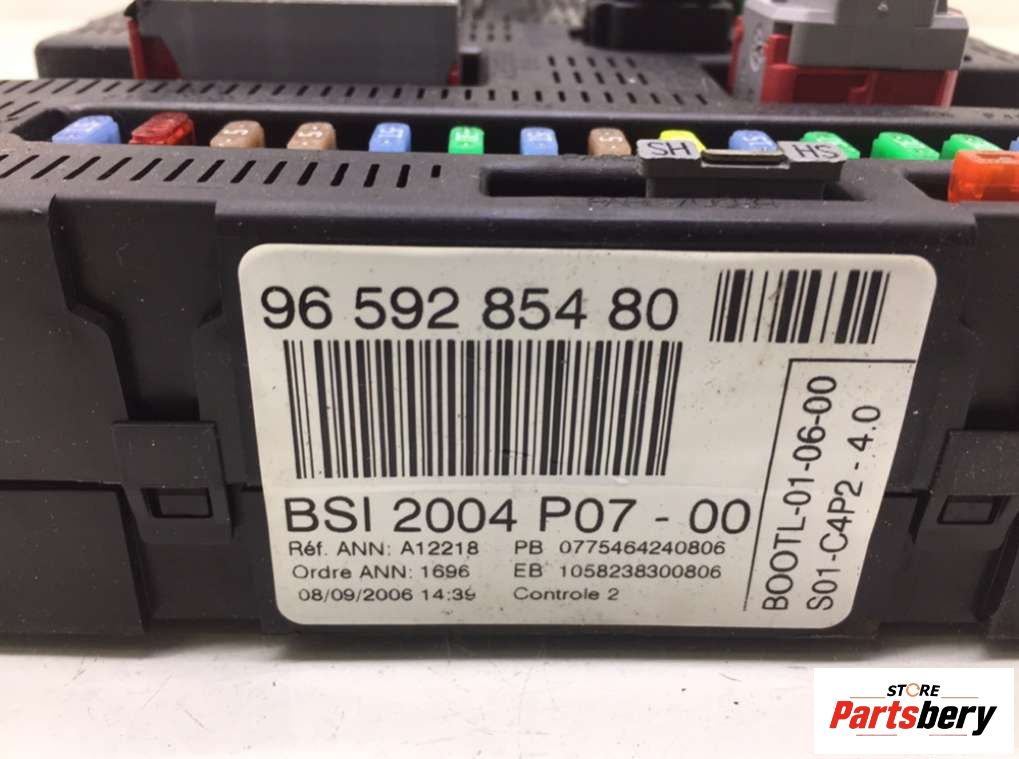 SH HS
96 592 854 80
BSI 2004 P07 - 00
Réf. ANN: A12218 PB 0775464240806
Ordre ANN: 1696 EB 1058238300806
08/09/2006 14:39 Controle 2
BOOTL-01-06-00
S01-C4P2 - 4.0
STORE
Partsbery